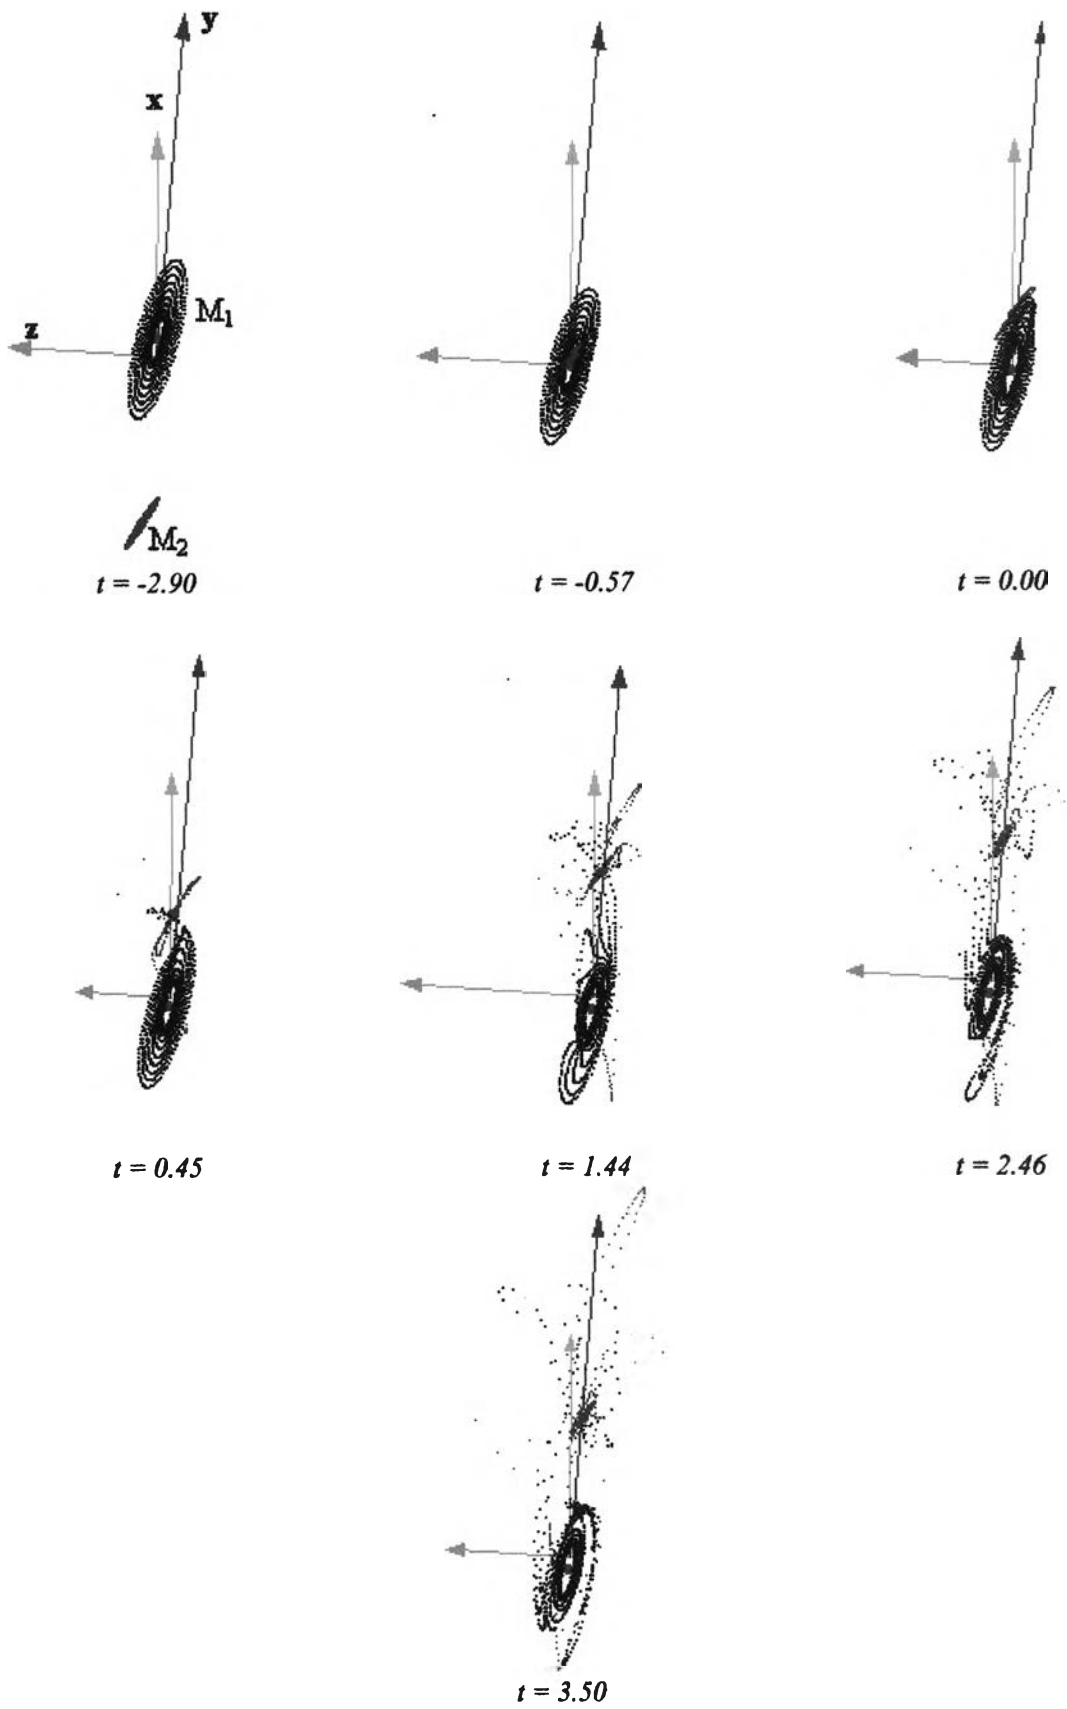 y
x
M₁
z
M₂
t = -2.90
t = -0.57
t = 0.00
t = 0.45
t = 1.44
t = 2.46
t = 3.50